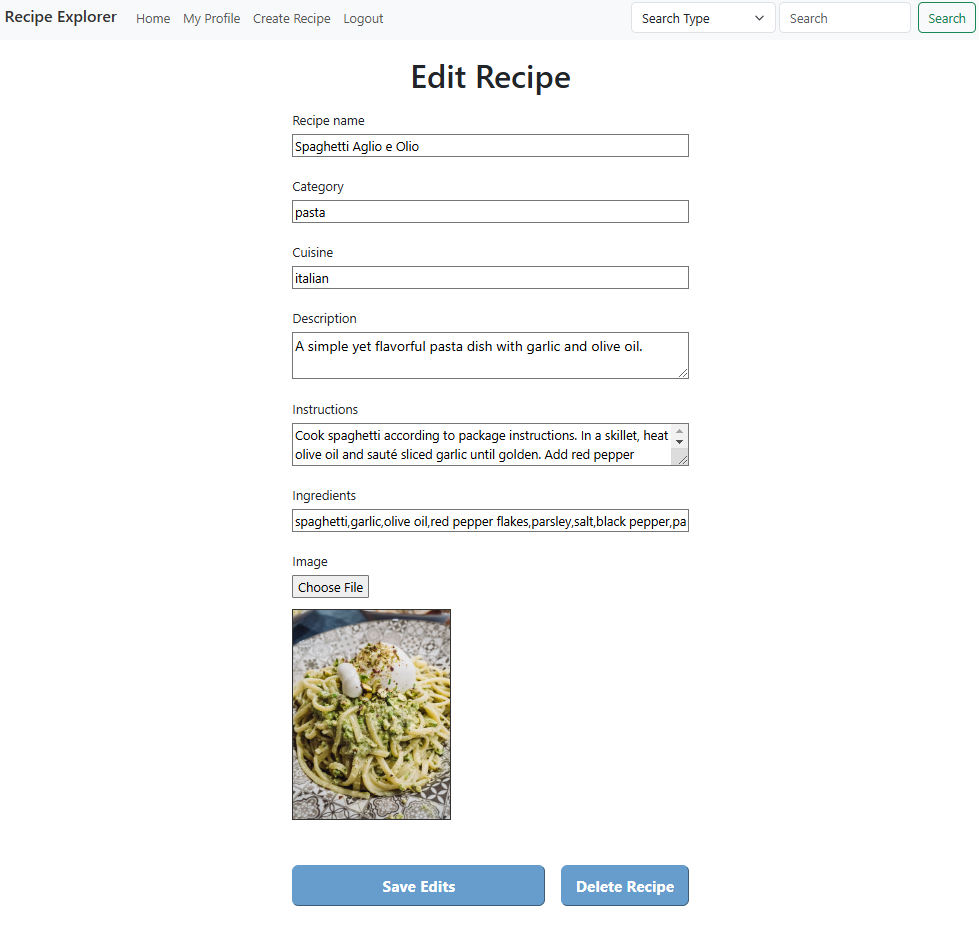 Recipe Explorer Home My Profile Create Recipe Logout Search Type Search Search
Edit Recipe
Recipe name
Spaghetti Aglio e Olio
Category
pasta
Cuisine
italian
Description
A simple yet flavorful pasta dish with garlic and olive oil.
Instructions
Cook spaghetti according to package instructions. In a skillet, heat
olive oil and sauté sliced garlic until golden. Add red pepper
Ingredients
spaghetti,garlic,olive oil,red pepper flakes,parsley,salt,black pepper,pa
Image
Choose File
Save Edits Delete Recipe